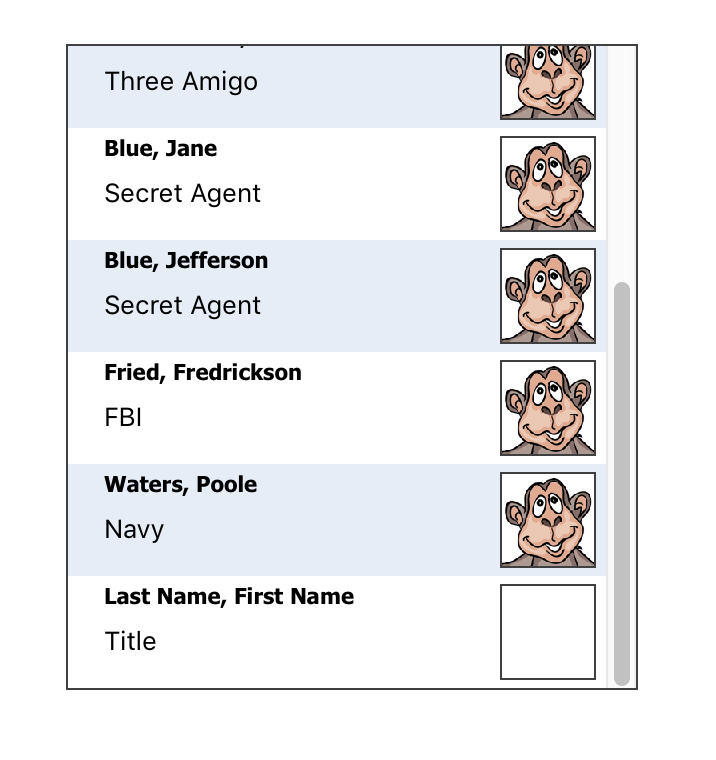 Three Amigo
Blue, Jane
Secret Agent
Blue, Jefferson
Secret Agent
Fried, Fredrickson
FBI
Waters, Poole
Navy
Last Name, First Name
Title